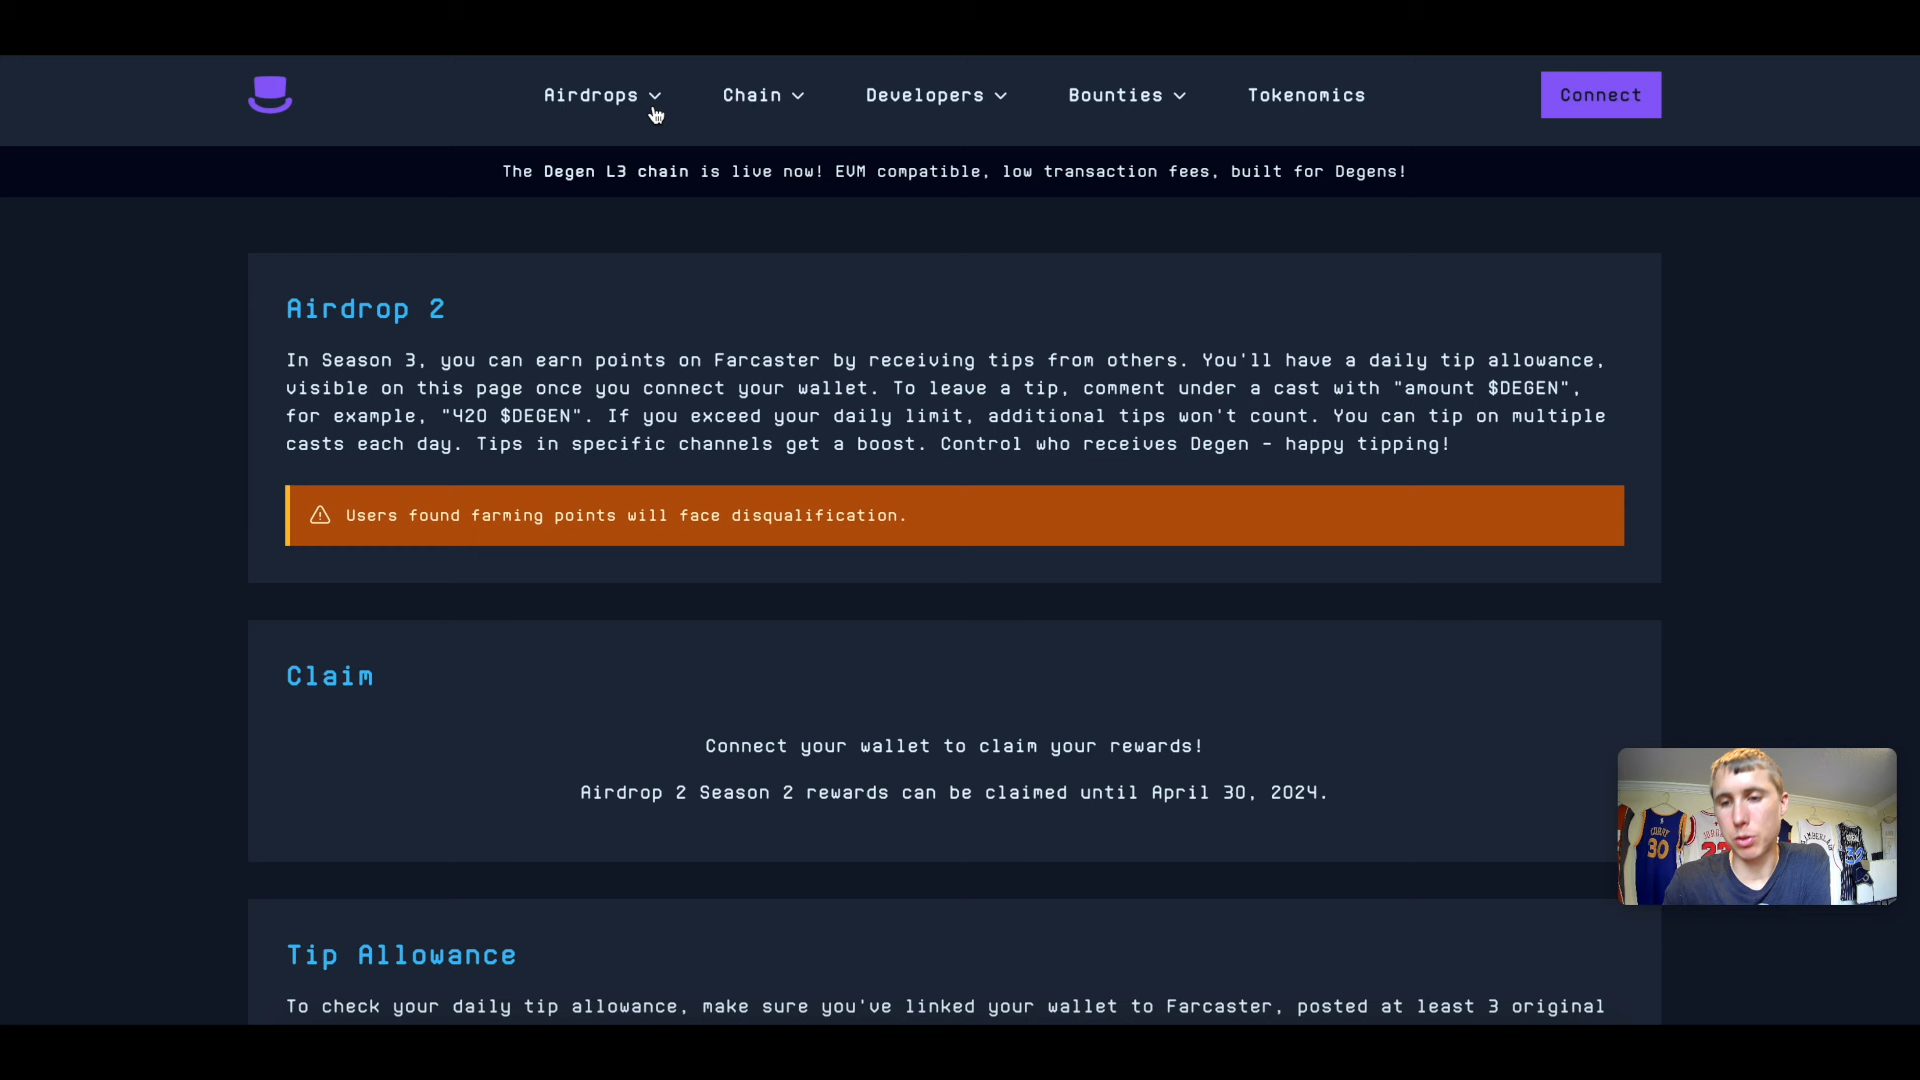 Airdrops Chain Developers Bounties Tokenomics Connect
The Degen L3 chain is live now! EVM compatible, low transaction fees, built for Degens!
Airdrop 2
In Season 3, you can earn points on Farcaster by receiving tips from others. You'll have a daily tip allowance,
visible on this page once you connect your wallet. To leave a tip, comment under a cast with "amount $DEGEN",
for example, "420 $DEGEN". If you exceed your daily limit, additional tips won't count. You can tip on multiple
casts each day. Tips in specific channels get a boost. Control who receives Degen - happy tipping!
Users found farming points will face disqualification.
Claim
Connect your wallet to claim your rewards!
Airdrop 2 Season 2 rewards can be claimed until April 30, 2024.
CURRY
30
Tip Allowance
To check your daily tip allowance, make sure you've linked your wallet to Farcaster, posted at least 3 original